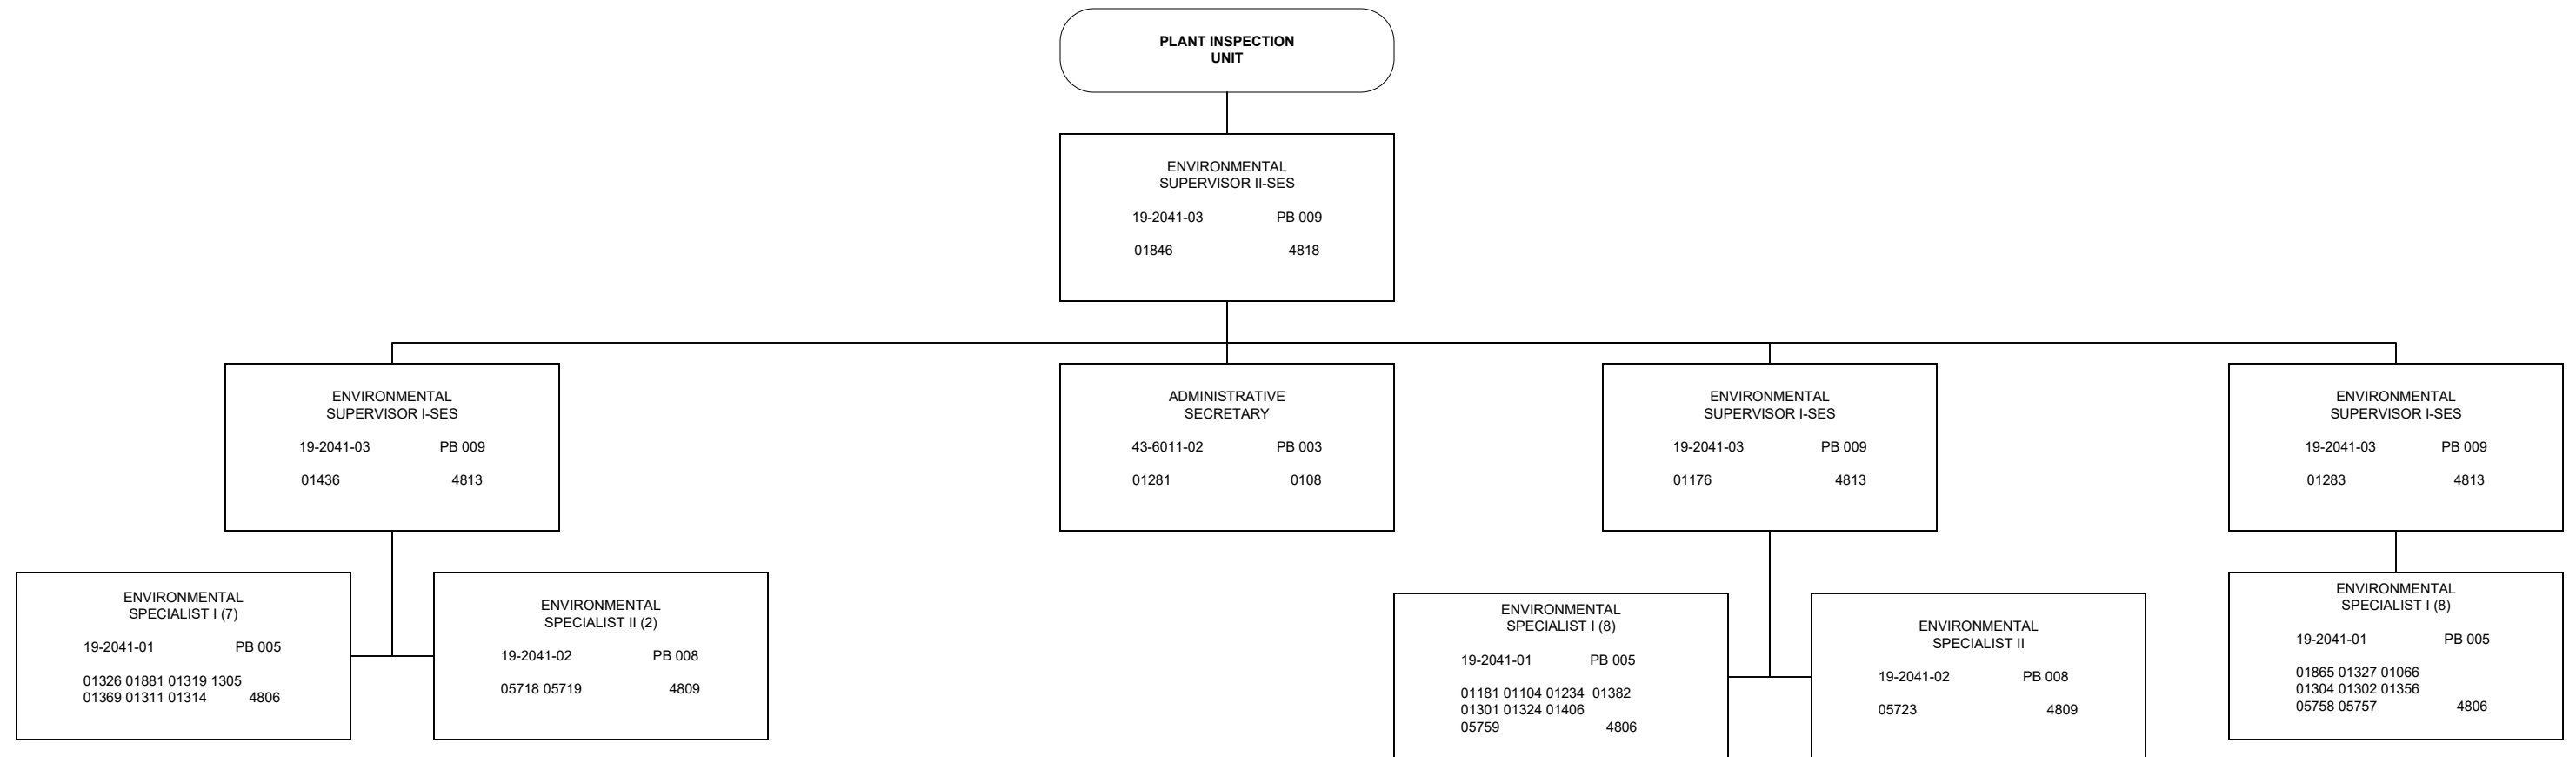 PLANT INSPECTION
UNIT
ENVIRONMENTAL
SUPERVISOR II-SES
19-2041-03 PB 009
01846 4818
ENVIRONMENTAL
SUPERVISOR I-SES
19-2041-03 PB 009
01436 4813
ADMINISTRATIVE
SECRETARY
43-6011-02 PB 003
01281 0108
ENVIRONMENTAL
SUPERVISOR I-SES
19-2041-03 PB 009
01176 4813
ENVIRONMENTAL
SUPERVISOR I-SES
19-2041-03 PB 009
01283 4813
ENVIRONMENTAL
SPECIALIST I (7)
19-2041-01 PB 005
01326 01881 01319 1305
01369 01311 01314 4806
ENVIRONMENTAL
SPECIALIST II (2)
19-2041-02 PB 008
05718 05719 4809
ENVIRONMENTAL
SPECIALIST I (8)
19-2041-01 PB 005
01181 01104 01234 01382
01301 01324 01406
05759 4806
ENVIRONMENTAL
SPECIALIST II
19-2041-02 PB 008
05723 4809
ENVIRONMENTAL
SPECIALIST I (8)
19-2041-01 PB 005
01865 01327 01066
01304 01302 01356
05758 05757 4806